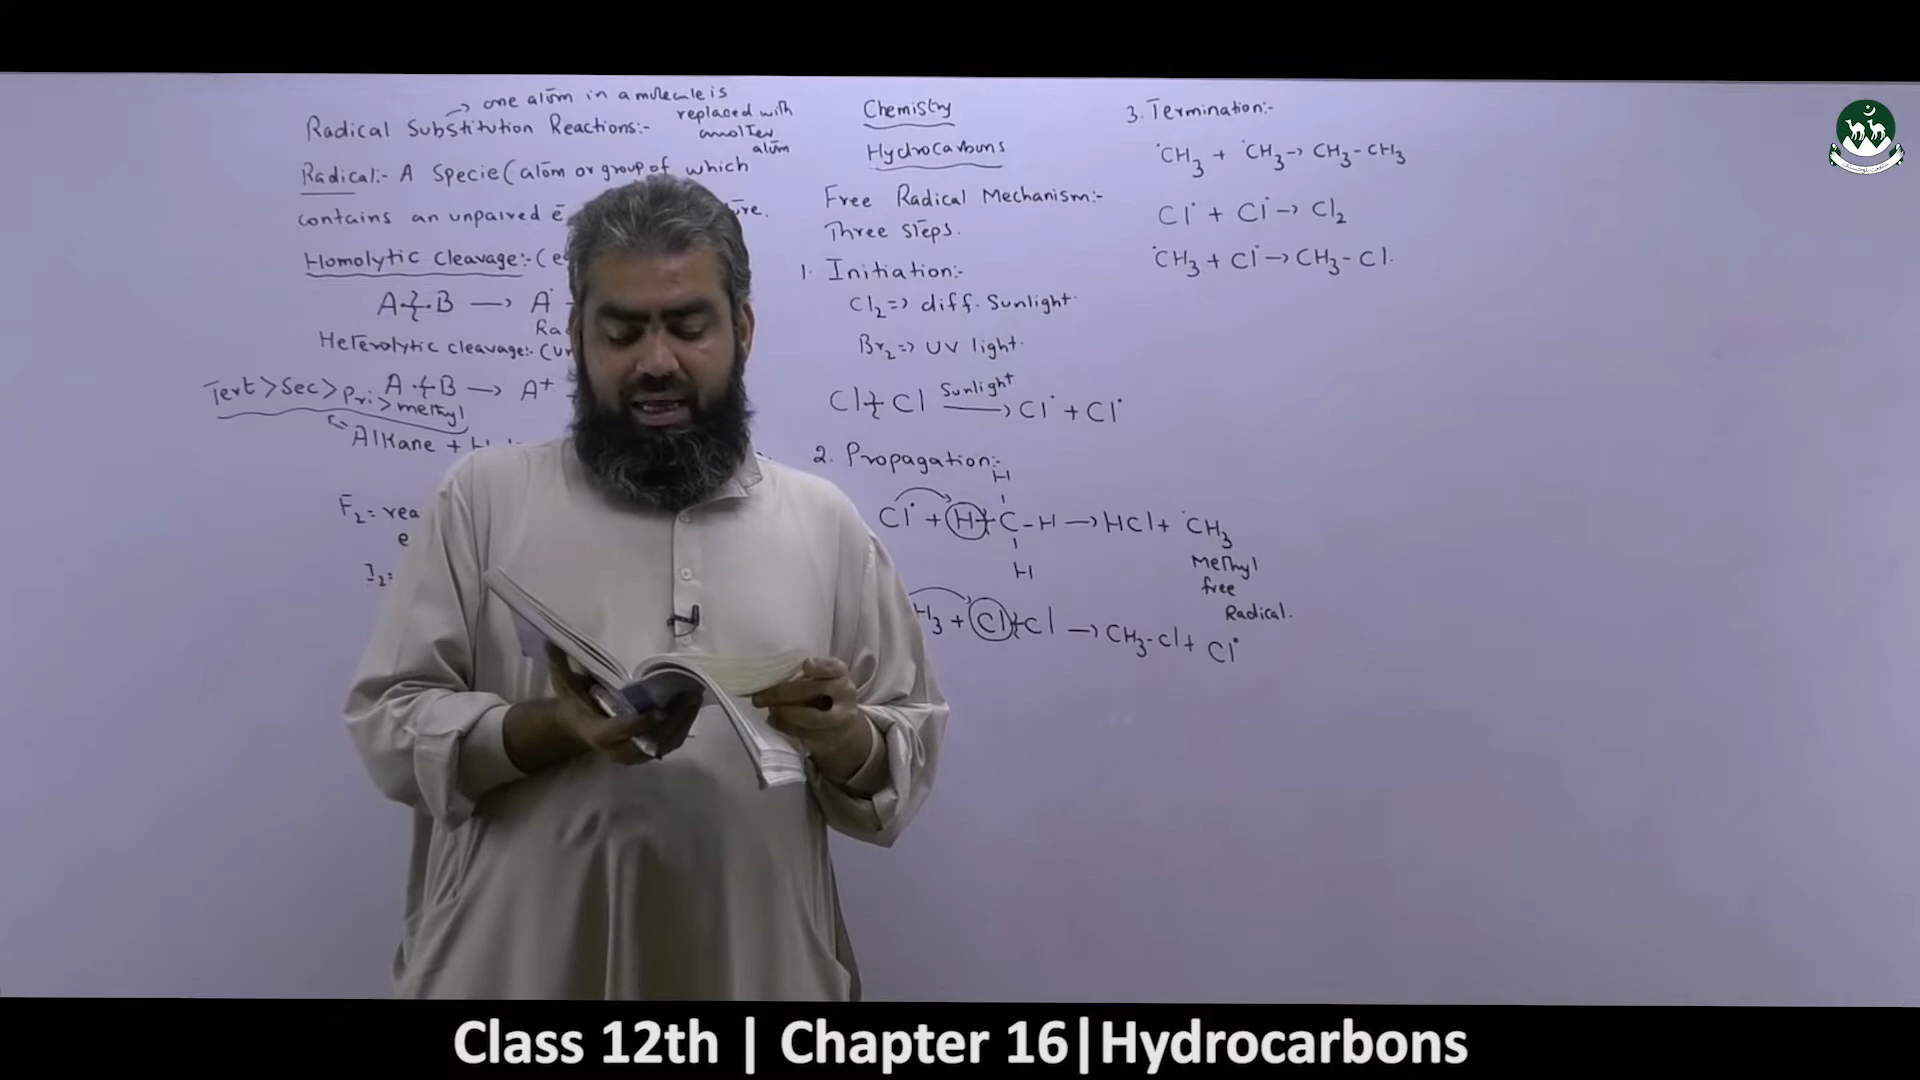 one atom in a molecule is
replaced with
another
atom
Radical Substitution Reactions:-
Radical:- A Specie (atom or group of which
contains an unpaired ē
Homolytic Cleavage:- (e
A·}·B ⟶ A˙
Heterolytic cleavage:- (un
Tert > Sec > Pri > methyl
A·}·B ⟶ A⁺
Alkane +
F₂ = rea
e
I₂ =
Chemistry
Hydrocarbons
Free Radical Mechanism:-
Three Steps.
1. Initiation:-
Cl₂ => diff. Sunlight.
Br₂ => UV light.
Cl}Cl Sunlight ⟶ Cl˙ + Cl˙
2. Propagation:-
H
Cl˙ + H}C-H ⟶ HCl + ˙CH₃
H
Methyl
free
Radical.
H₃ + Cl}Cl ⟶ CH₃-Cl + Cl˙
3. Termination:-
˙CH₃ + ˙CH₃ → CH₃-CH₃
Cl˙ + Cl˙ → Cl₂
˙CH₃ + Cl˙ → CH₃-Cl.
Class 12th | Chapter 16|Hydrocarbons